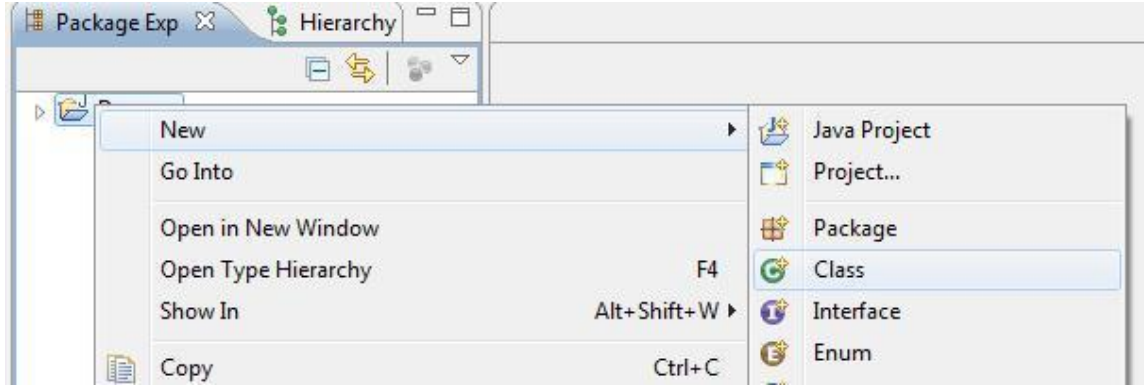 Package Exp Hierarchy
New Java Project
Go Into Project...
Open in New Window Package
Open Type Hierarchy F4 Class
Show In Alt+Shift+W Interface
Enum
Copy Ctrl+C